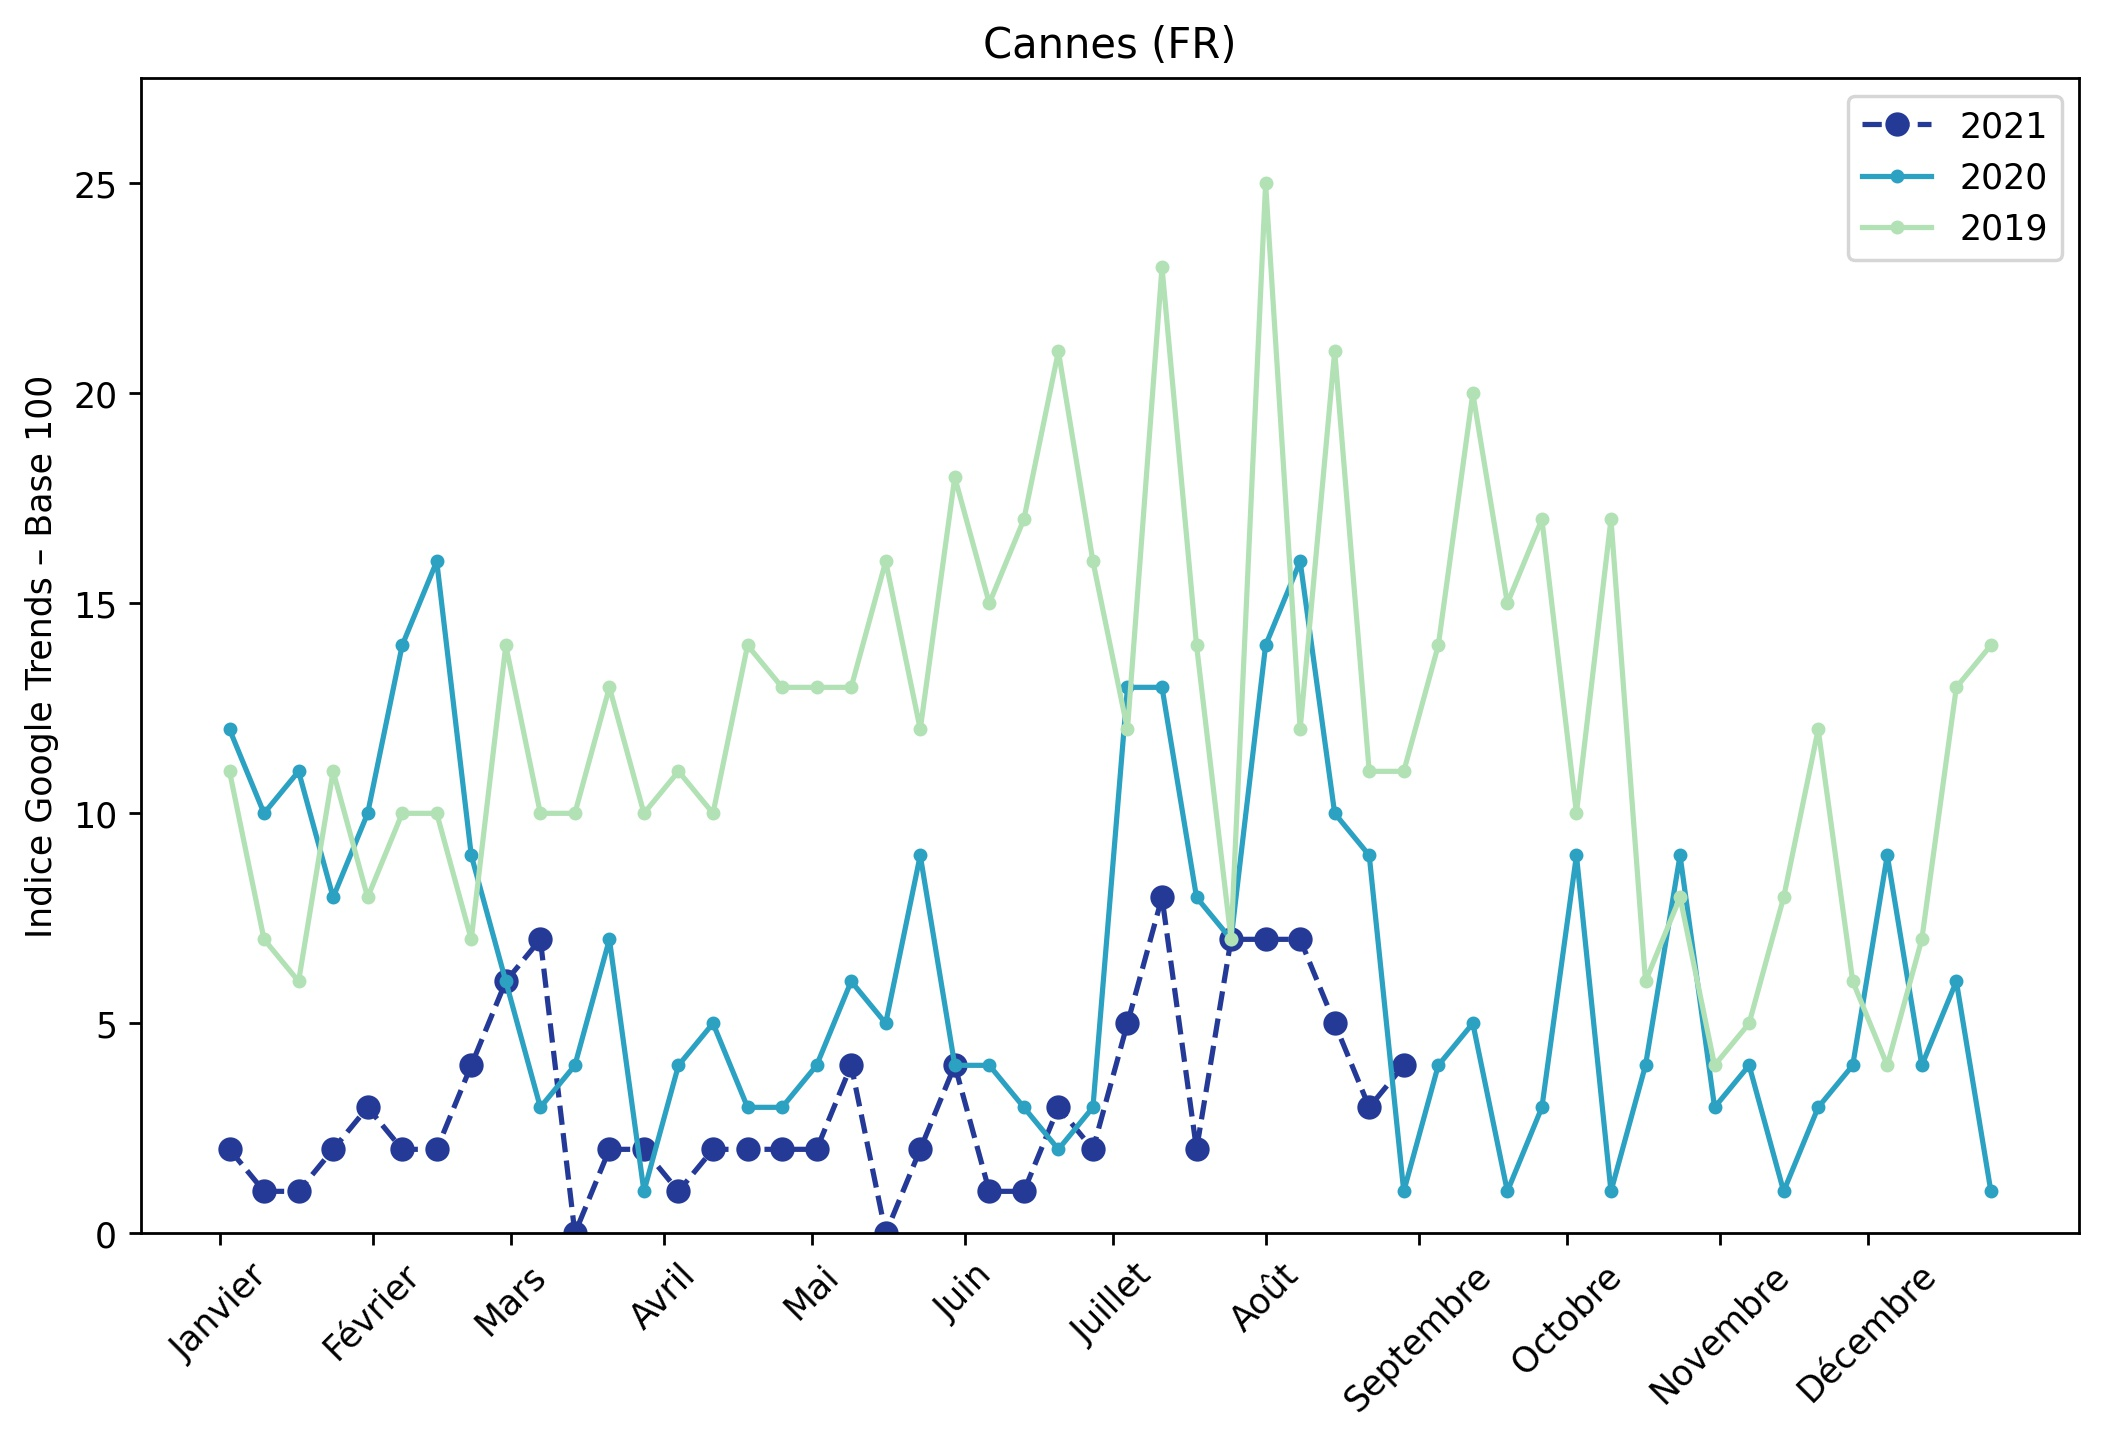 Cannes (FR)
2021
2020
2019
Indice Google Trends – Base 100
25
20
15
10
5
0
Janvier
Février
Mars
Avril
Mai
Juin
Juillet
Août
Septembre
Octobre
Novembre
Décembre